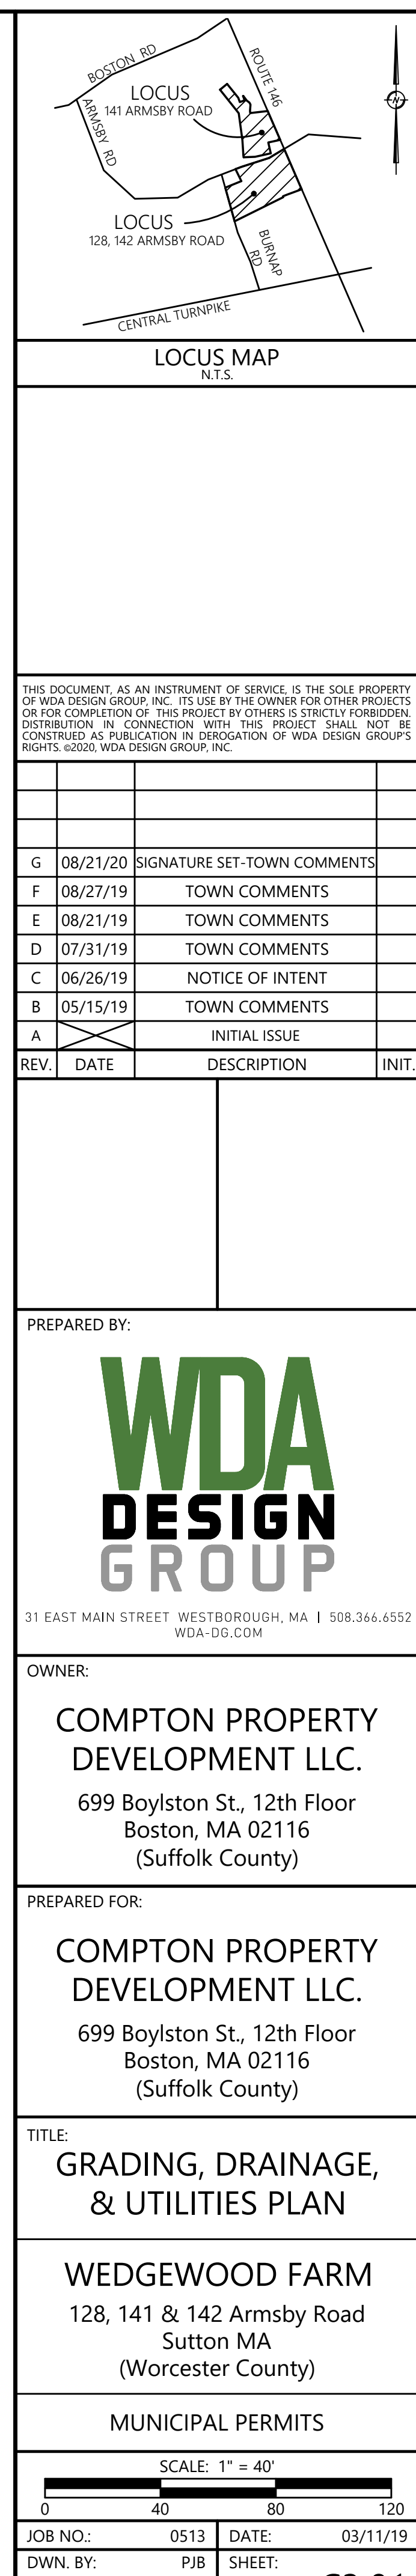 BOSTON RD
ROUTE 146
LOCUS
141 ARMSBY ROAD
ARMSBY RD
N
LOCUS
128, 142 ARMSBY ROAD
BURNAP RD
CENTRAL TURNPIKE
LOCUS MAP
N.T.S.
THIS DOCUMENT, AS AN INSTRUMENT OF SERVICE, IS THE SOLE PROPERTY
OF WDA DESIGN GROUP, INC. ITS USE BY THE OWNER FOR OTHER PROJECTS
OR FOR COMPLETION OF THIS PROJECT BY OTHERS IS STRICTLY FORBIDDEN.
DISTRIBUTION IN CONNECTION WITH THIS PROJECT SHALL NOT BE
CONSTRUED AS PUBLICATION IN DEROGATION OF WDA DESIGN GROUP'S
RIGHTS. ©2020, WDA DESIGN GROUP, INC.
G 08/21/20 SIGNATURE SET-TOWN COMMENTS
F 08/27/19 TOWN COMMENTS
E 08/21/19 TOWN COMMENTS
D 07/31/19 TOWN COMMENTS
C 06/26/19 NOTICE OF INTENT
B 05/15/19 TOWN COMMENTS
A INITIAL ISSUE
REV. DATE DESCRIPTION INIT.
PREPARED BY:
WDA
DESIGN
GROUP
31 EAST MAIN STREET WESTBOROUGH, MA | 508.366.6552
WDA-DG.COM
OWNER:
COMPTON PROPERTY
DEVELOPMENT LLC.
699 Boylston St., 12th Floor
Boston, MA 02116
(Suffolk County)
PREPARED FOR:
COMPTON PROPERTY
DEVELOPMENT LLC.
699 Boylston St., 12th Floor
Boston, MA 02116
(Suffolk County)
TITLE:
GRADING, DRAINAGE,
& UTILITIES PLAN
WEDGEWOOD FARM
128, 141 & 142 Armsby Road
Sutton MA
(Worcester County)
MUNICIPAL PERMITS
SCALE: 1" = 40'
0 40 80 120
JOB NO.: 0513 DATE: 03/11/19
DWN. BY: PJB SHEET: